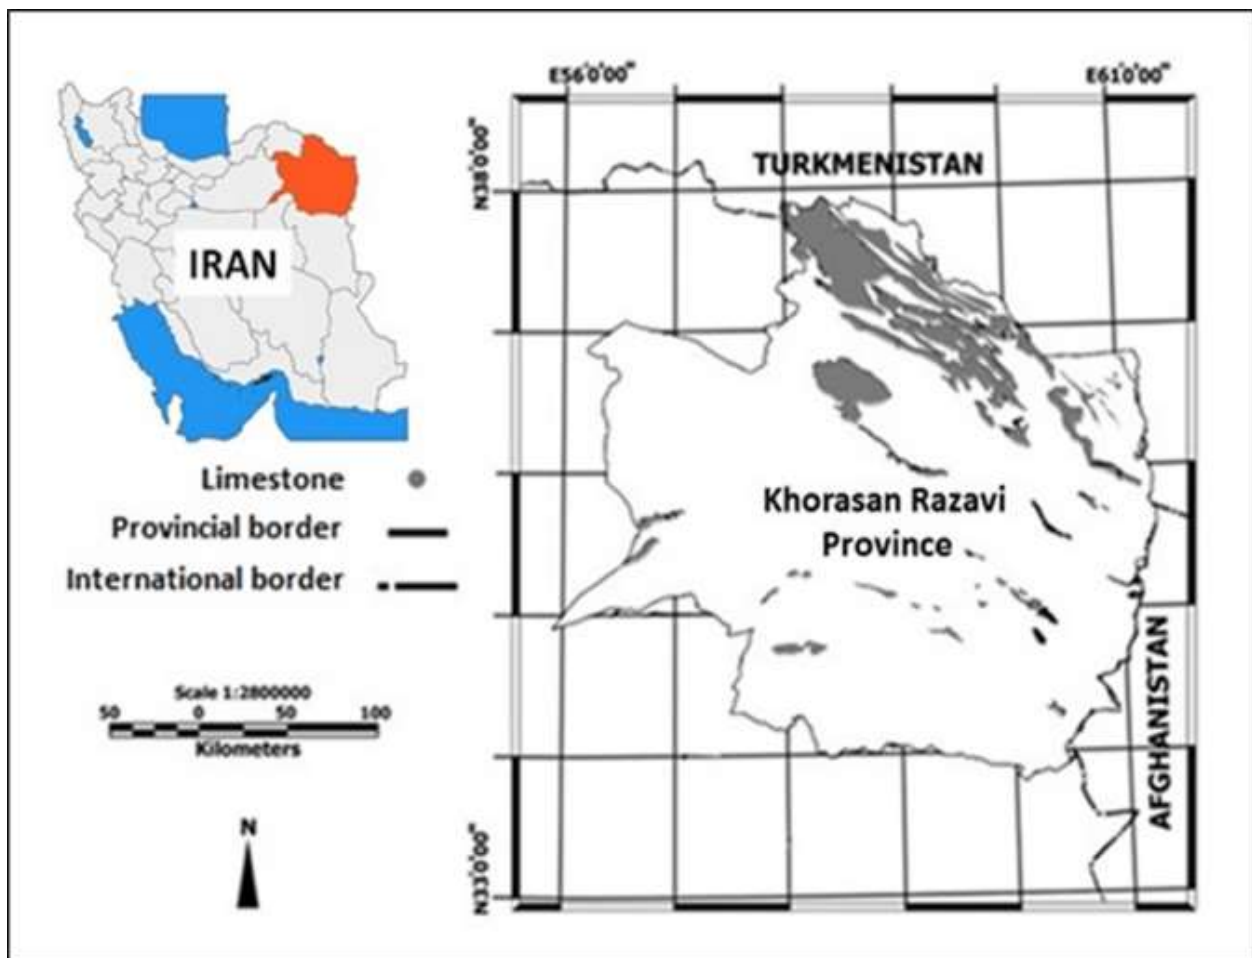 IRAN
Limestone
Provincial border
International border
Scale 1:2800000
50 0 50 100
Kilometers
N
E56°0'00"
E61°0'00"
N38°0'00"
TURKMENISTAN
Khorasan Razavi
Province
AFGHANISTAN
N33°0'00"